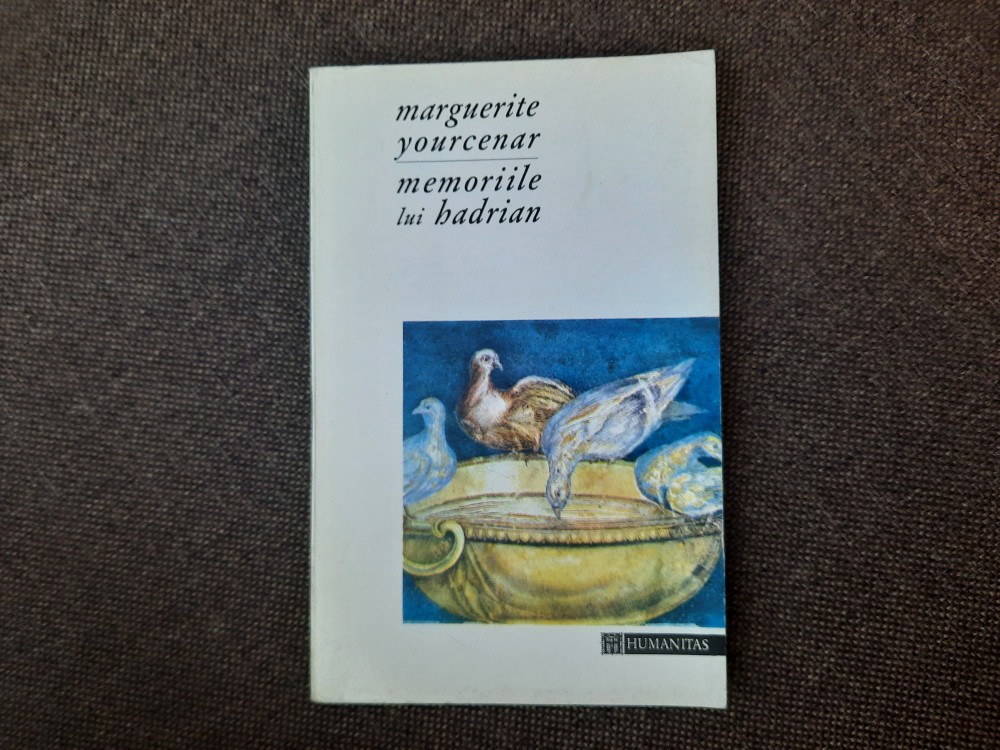 marguerite
yourcenar
memoriile
lui hadrian
HUMANITAS